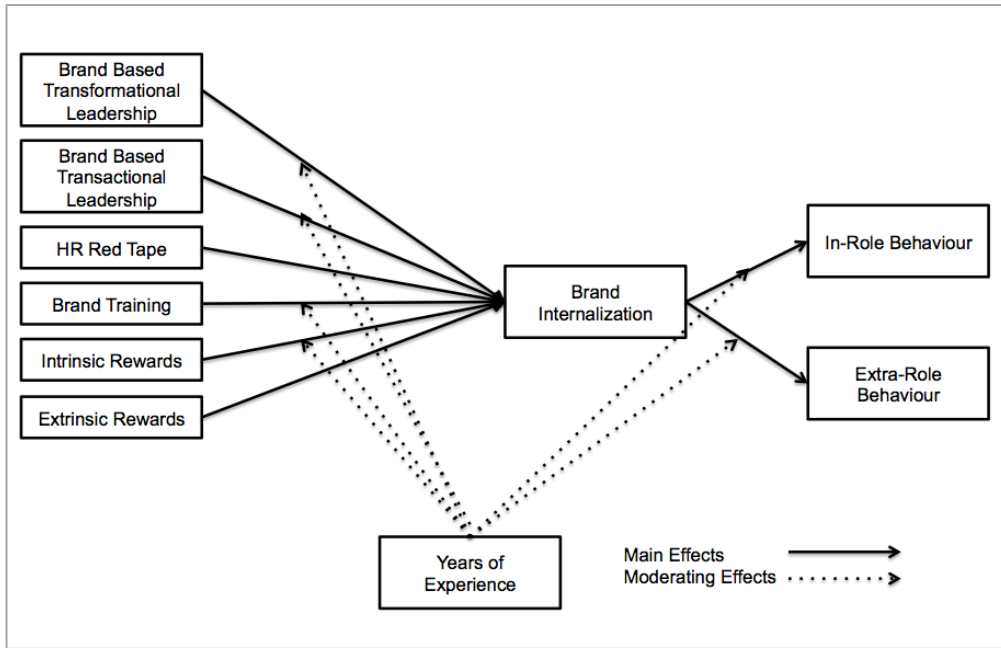 Brand Based
Transformational
Leadership
Brand Based
Transactional
Leadership
HR Red Tape
Brand Training
Intrinsic Rewards
Extrinsic Rewards
Brand
Internalization
In-Role Behaviour
Extra-Role
Behaviour
Years of
Experience
Main Effects
Moderating Effects